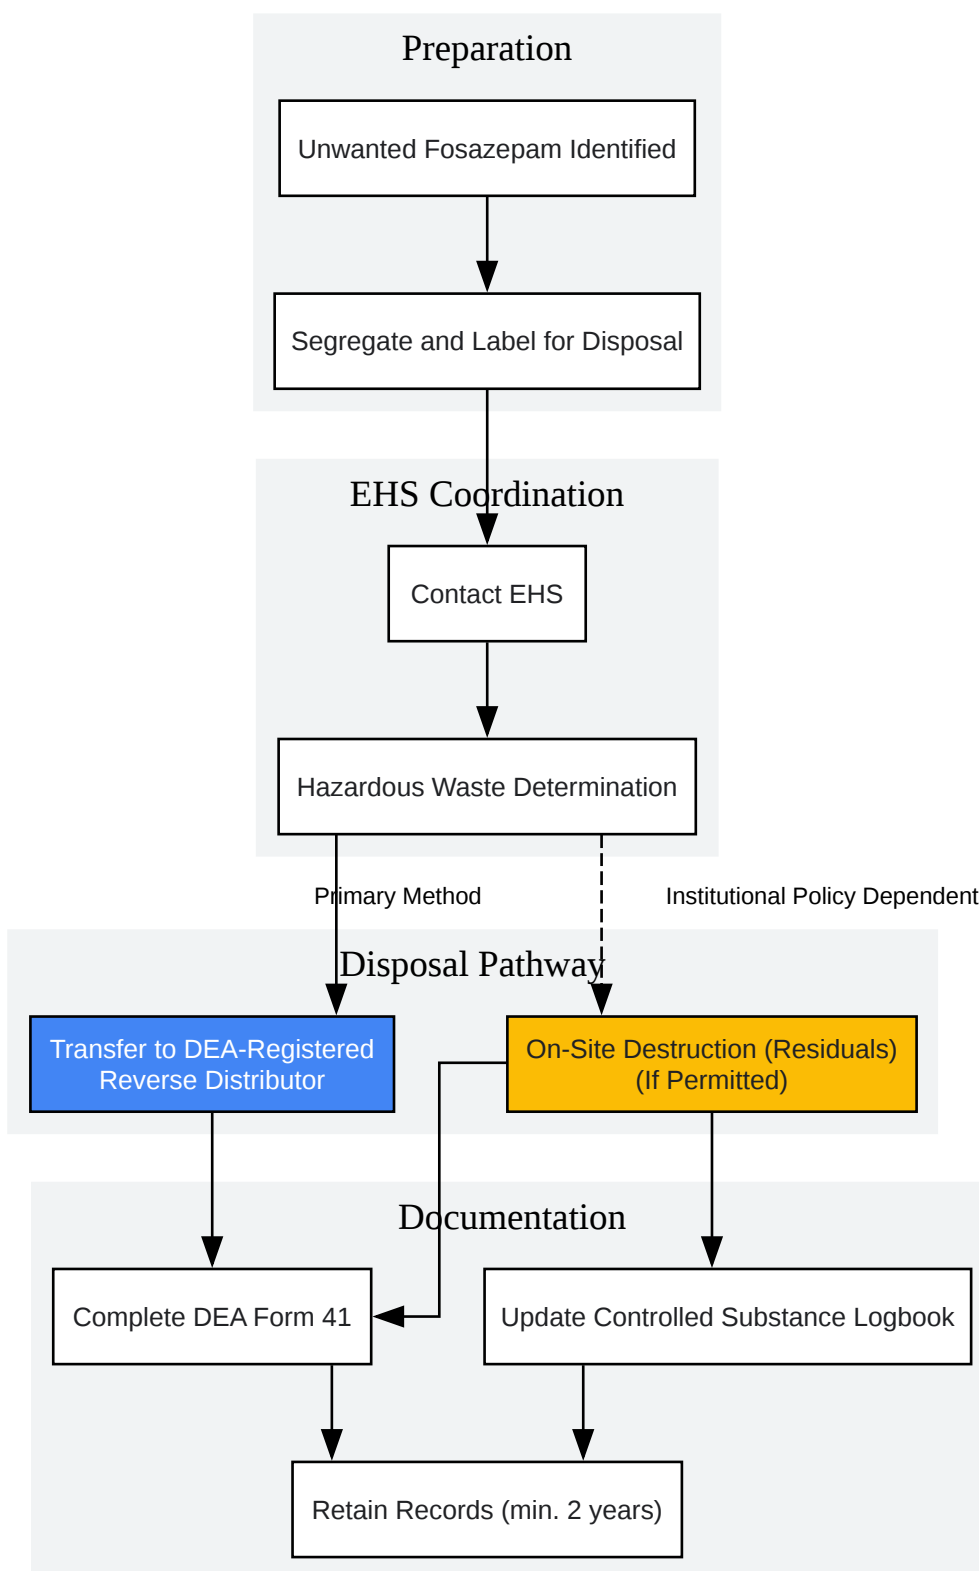 Preparation
Unwanted Fosazepam Identified
Segregate and Label for Disposal
EHS Coordination
Contact EHS
Hazardous Waste Determination
Primary Method
Institutional Policy Dependent
Disposal Pathway
Transfer to DEA-Registered
Reverse Distributor
On-Site Destruction (Residuals)
(If Permitted)
Documentation
Complete DEA Form 41
Update Controlled Substance Logbook
Retain Records (min. 2 years)